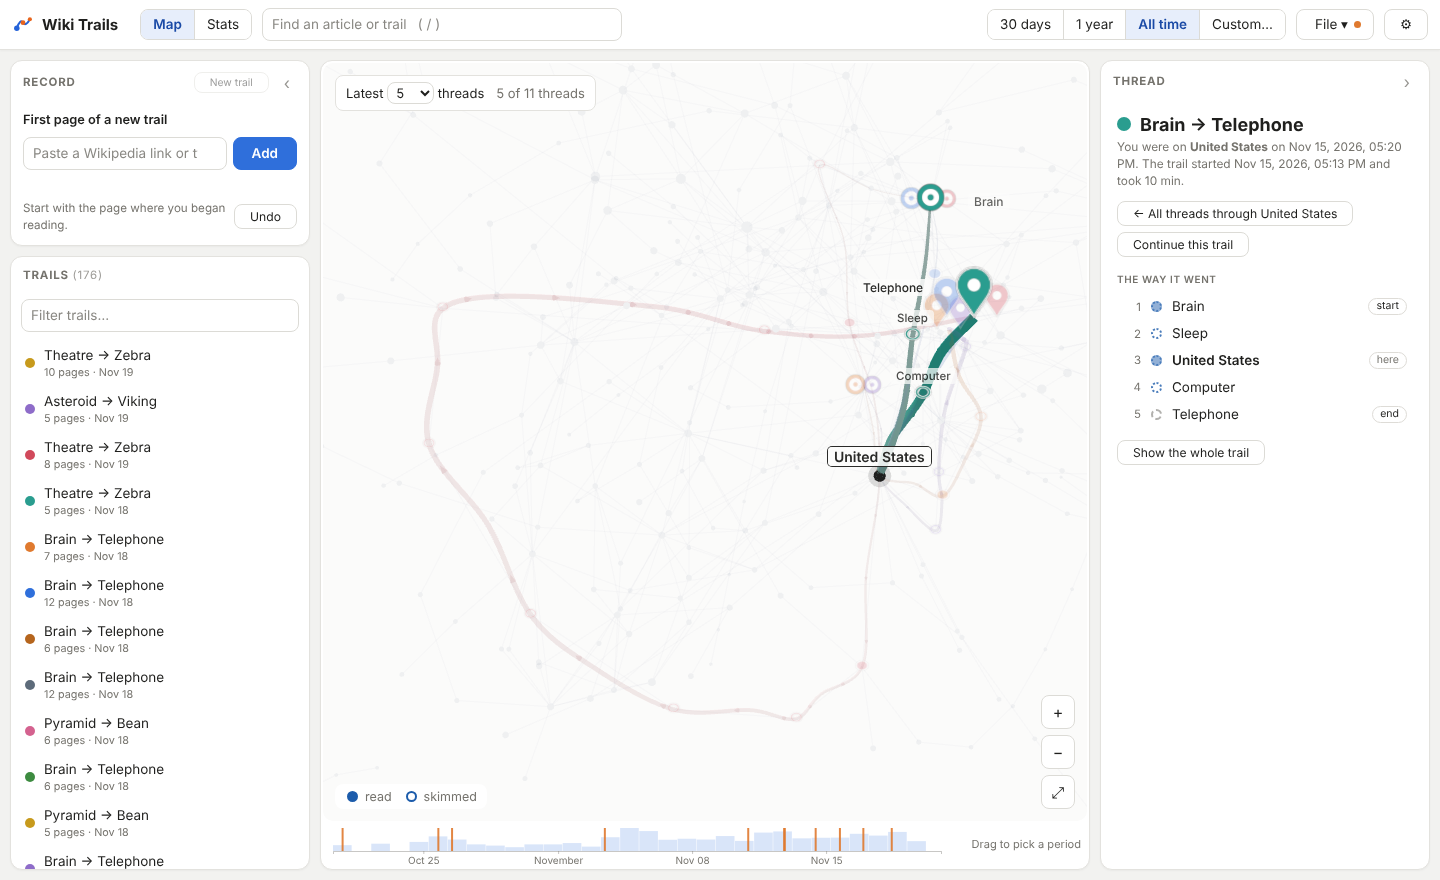 Wiki Trails
Map
Stats
Find an article or trail ( / )
30 days
1 year
All time
Custom...
File ▾
RECORD
New trail
First page of a new trail
Paste a Wikipedia link or t
Add
Start with the page where you began
reading.
Undo
TRAILS (176)
Filter trails...
Theatre → Zebra
10 pages · Nov 19
Asteroid → Viking
5 pages · Nov 19
Theatre → Zebra
8 pages · Nov 19
Theatre → Zebra
5 pages · Nov 18
Brain → Telephone
7 pages · Nov 18
Brain → Telephone
12 pages · Nov 18
Brain → Telephone
6 pages · Nov 18
Brain → Telephone
12 pages · Nov 18
Pyramid → Bean
6 pages · Nov 18
Brain → Telephone
6 pages · Nov 18
Pyramid → Bean
5 pages · Nov 18
Brain → Telephone
Latest 5 threads 5 of 11 threads
Brain
Telephone
Sleep
Computer
United States
+
−
read
skimmed
Oct 25
November
Nov 08
Nov 15
Drag to pick a period
THREAD
Brain → Telephone
You were on United States on Nov 15, 2026, 05:20
PM. The trail started Nov 15, 2026, 05:13 PM and
took 10 min.
← All threads through United States
Continue this trail
THE WAY IT WENT
1 Brain start
2 Sleep
3 United States here
4 Computer
5 Telephone end
Show the whole trail